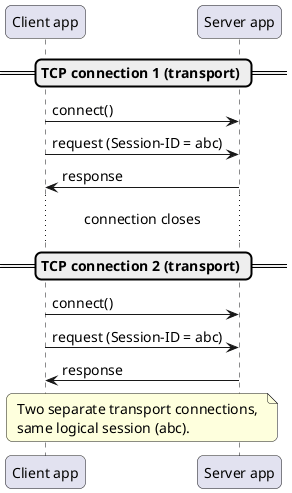 Client app Server app
TCP connection 1 (transport)
connect()
request (Session-ID = abc)
response
connection closes
TCP connection 2 (transport)
connect()
request (Session-ID = abc)
response
Two separate transport connections,
same logical session (abc).
Client app Server app